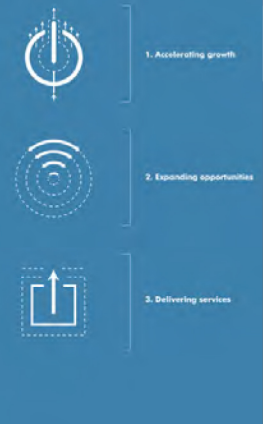 1. Accelerating growth
2. Expanding opportunities
3. Delivering services